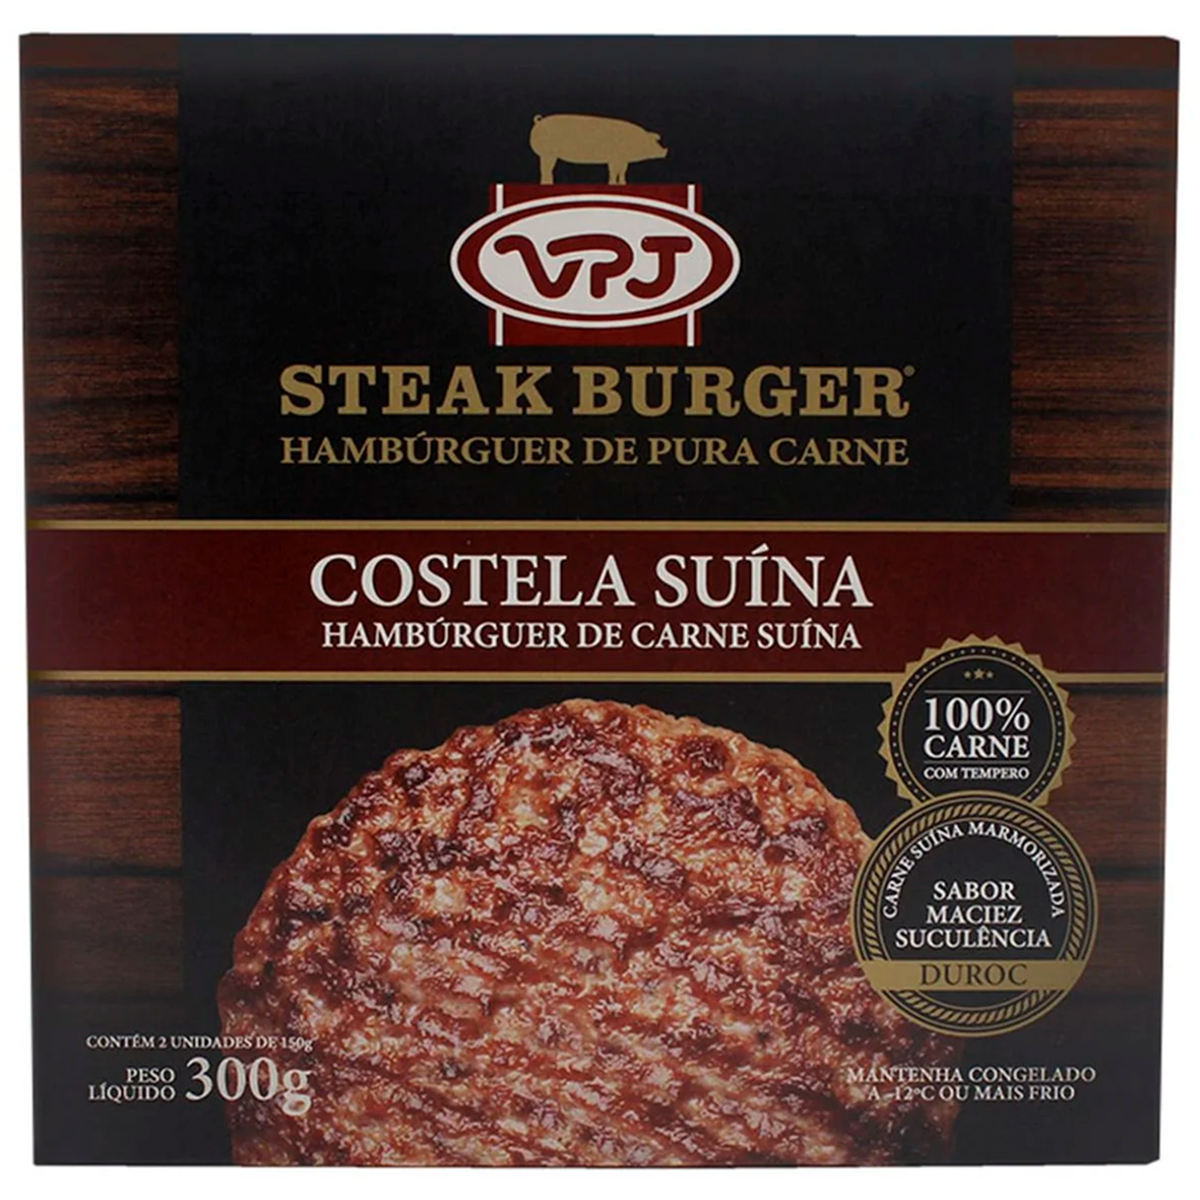 VPJ
STEAK BURGER®
HAMBÚRGUER DE PURA CARNE
COSTELA SUÍNA
HAMBÚRGUER DE CARNE SUÍNA
100%
CARNE
COM TEMPERO
CARNE SUÍNA MARMORIZADA
SABOR
MACIEZ
SUCULÊNCIA
DUROC
CONTÉM 2 UNIDADES DE 150g
PESO
LÍQUIDO 300g
MANTENHA CONGELADO
A -12ºC OU MAIS FRIO